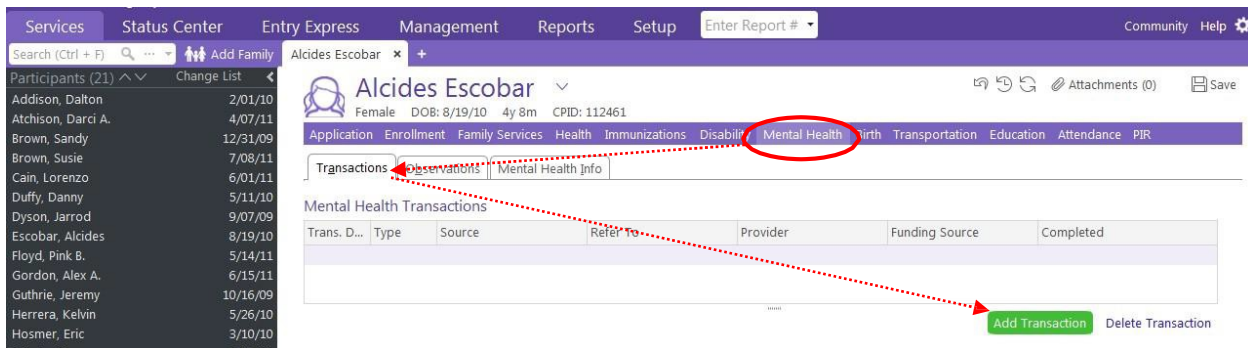 Services Status Center Entry Express Management Reports Setup Enter Report # Community Help
Search (Ctrl + F) ... Add Family Alcides Escobar × +
Participants (21) Change List
Addison, Dalton 2/01/10
Atchison, Darci A. 4/07/11
Brown, Sandy 12/31/09
Brown, Susie 7/08/11
Cain, Lorenzo 6/01/11
Duffy, Danny 5/11/10
Dyson, Jarrod 9/07/09
Escobar, Alcides 8/19/10
Floyd, Pink B. 5/14/11
Gordon, Alex A. 6/15/11
Guthrie, Jeremy 10/16/09
Herrera, Kelvin 5/26/10
Hosmer, Eric 3/10/10
Alcides Escobar
Attachments (0) Save
Female DOB: 8/19/10 4y 8m CPID: 112461
Application Enrollment Family Services Health Immunizations Disability Mental Health Birth Transportation Education Attendance PIR
Transactions Observations Mental Health Info
Mental Health Transactions
Trans. D... Type Source Refer To Provider Funding Source Completed
Add Transaction Delete Transaction